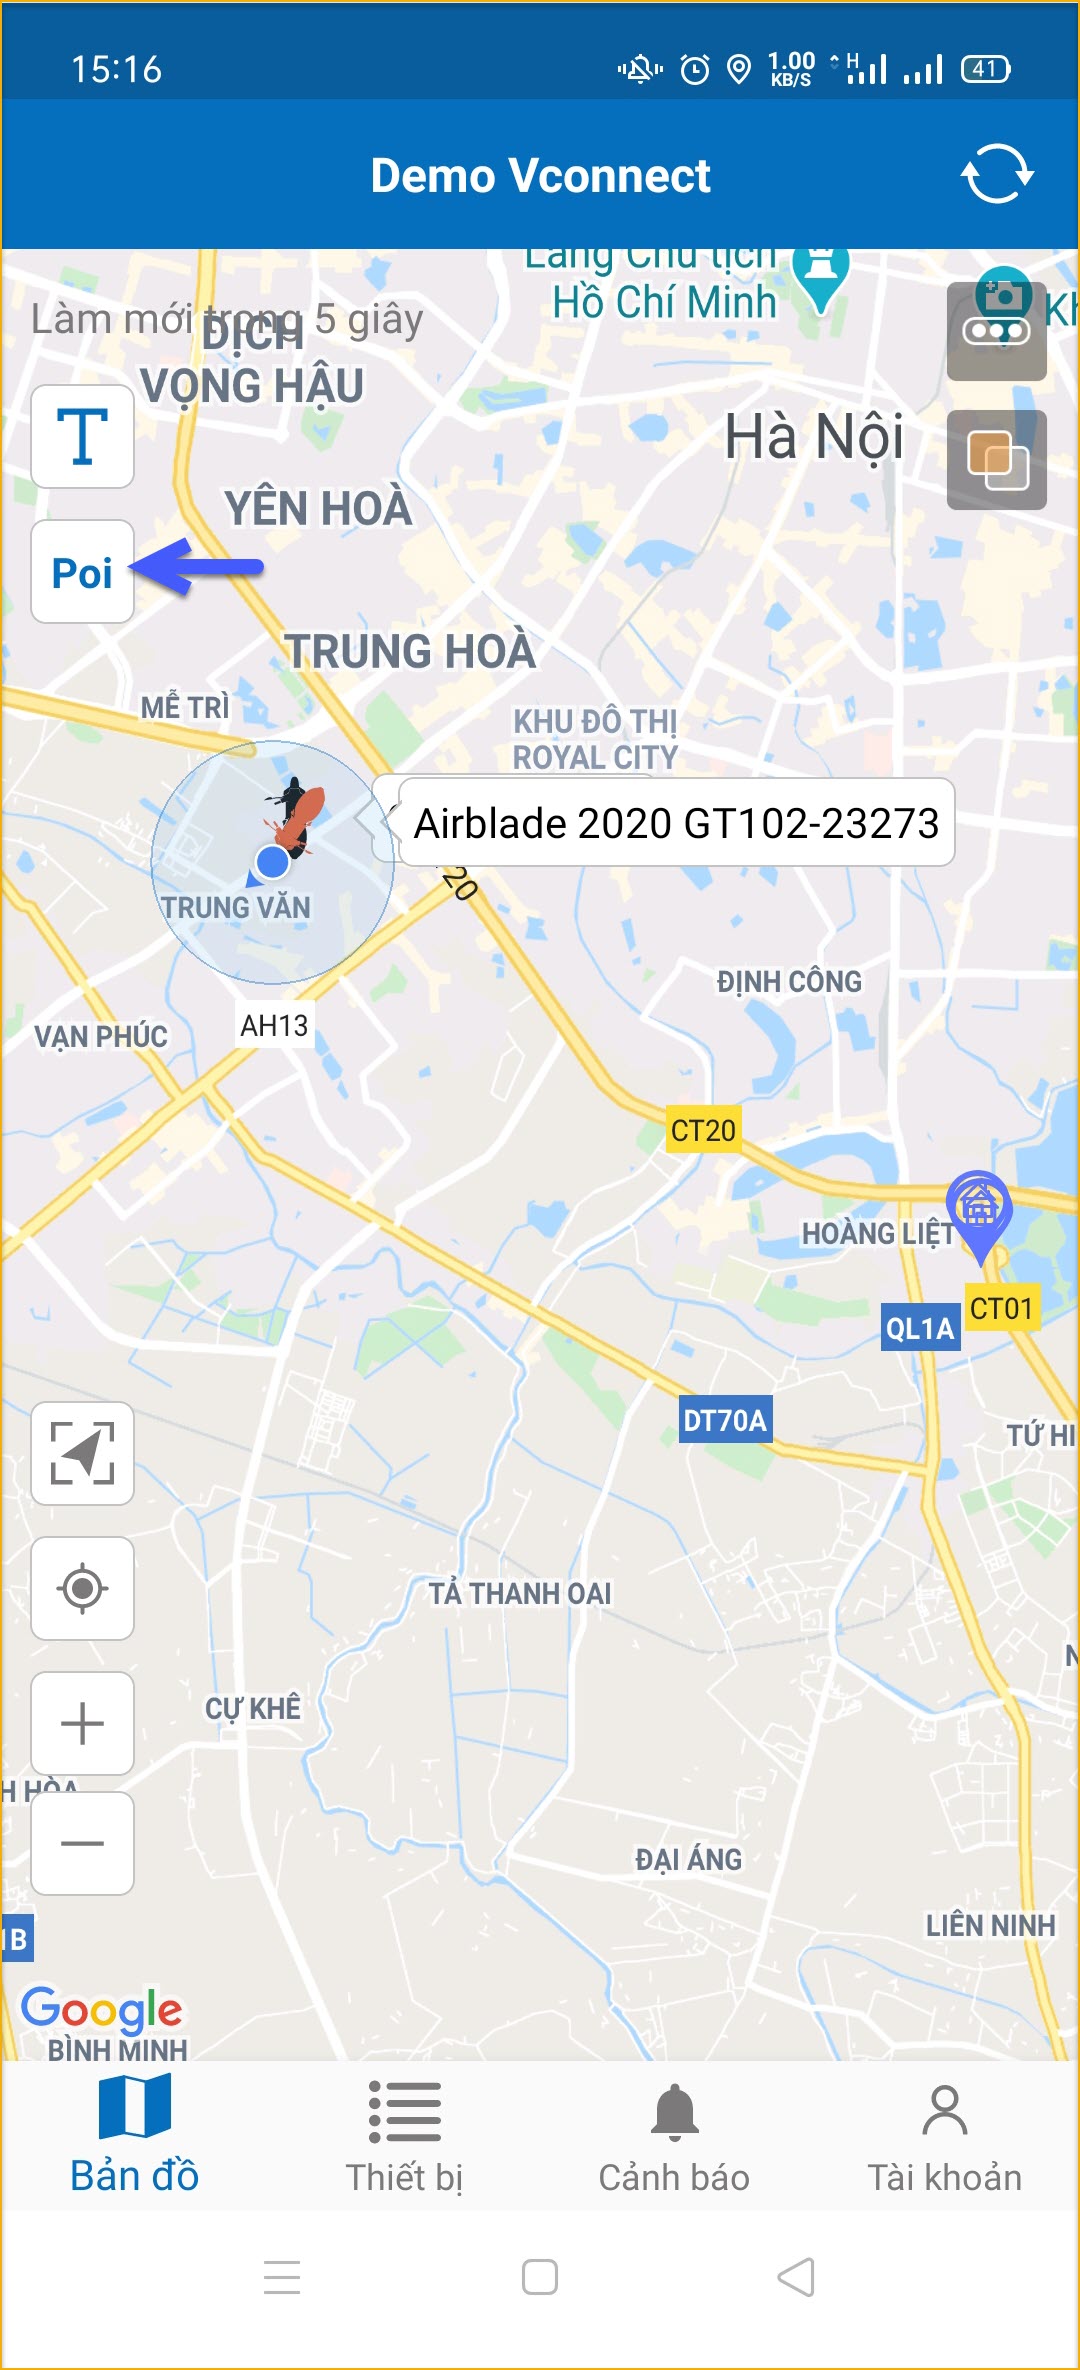 15:16
1.00
KB/S
H
41
Demo Vconnect
Lăng Chủ tịch
Hồ Chí Minh
Làm mới trong 5 giây
DỊCH
VỌNG HẬU
Hà Nội
T
YÊN HOÀ
Poi
TRUNG HOÀ
MỄ TRÌ
KHU ĐÔ THỊ
ROYAL CITY
Airblade 2020 GT102-23273
20
TRUNG VĂN
ĐỊNH CÔNG
AH13
VẠN PHÚC
CT20
HOÀNG LIỆT
CT01
QL1A
DT70A
TỨ HI
TẢ THANH OAI
CỰ KHÊ
H HÒA
ĐẠI ÁNG
LIÊN NINH
1B
Google
BÌNH MINH
Bản đồ
Thiết bị
Cảnh báo
Tài khoản